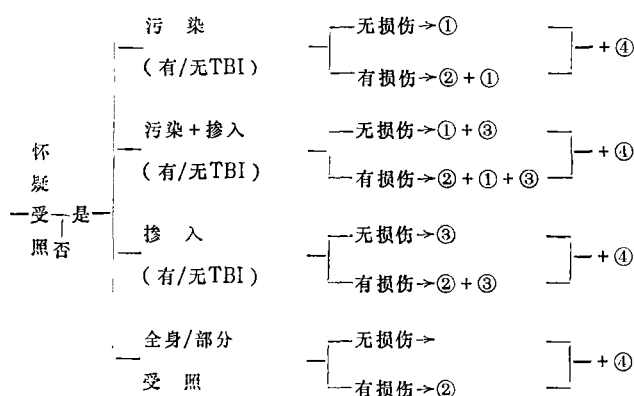 污 染
(有/无TBI)
无损伤→①
有损伤→②+①
+④
污染+掺入
(有/无TBI)
无损伤→①+③
有损伤→②+①+③
+④
怀疑受照
是
否
掺 入
(有/无TBI)
无损伤→③
有损伤→②+③
+④
全身/部分
受 照
无损伤→
有损伤→②
+④